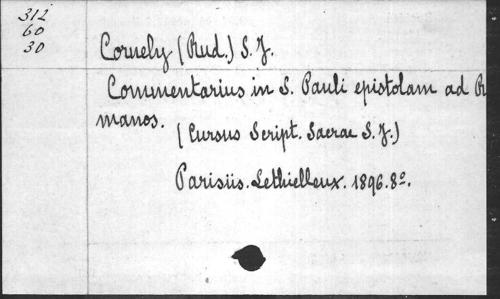 312
60
30
Cornely (Rud.) S. J.
Commentarius in S. Pauli epistolam ad Ro
manos.
(Cursus Script. Sacrae S. J.)
Parisiis. Lethielleux. 1896. 8º.